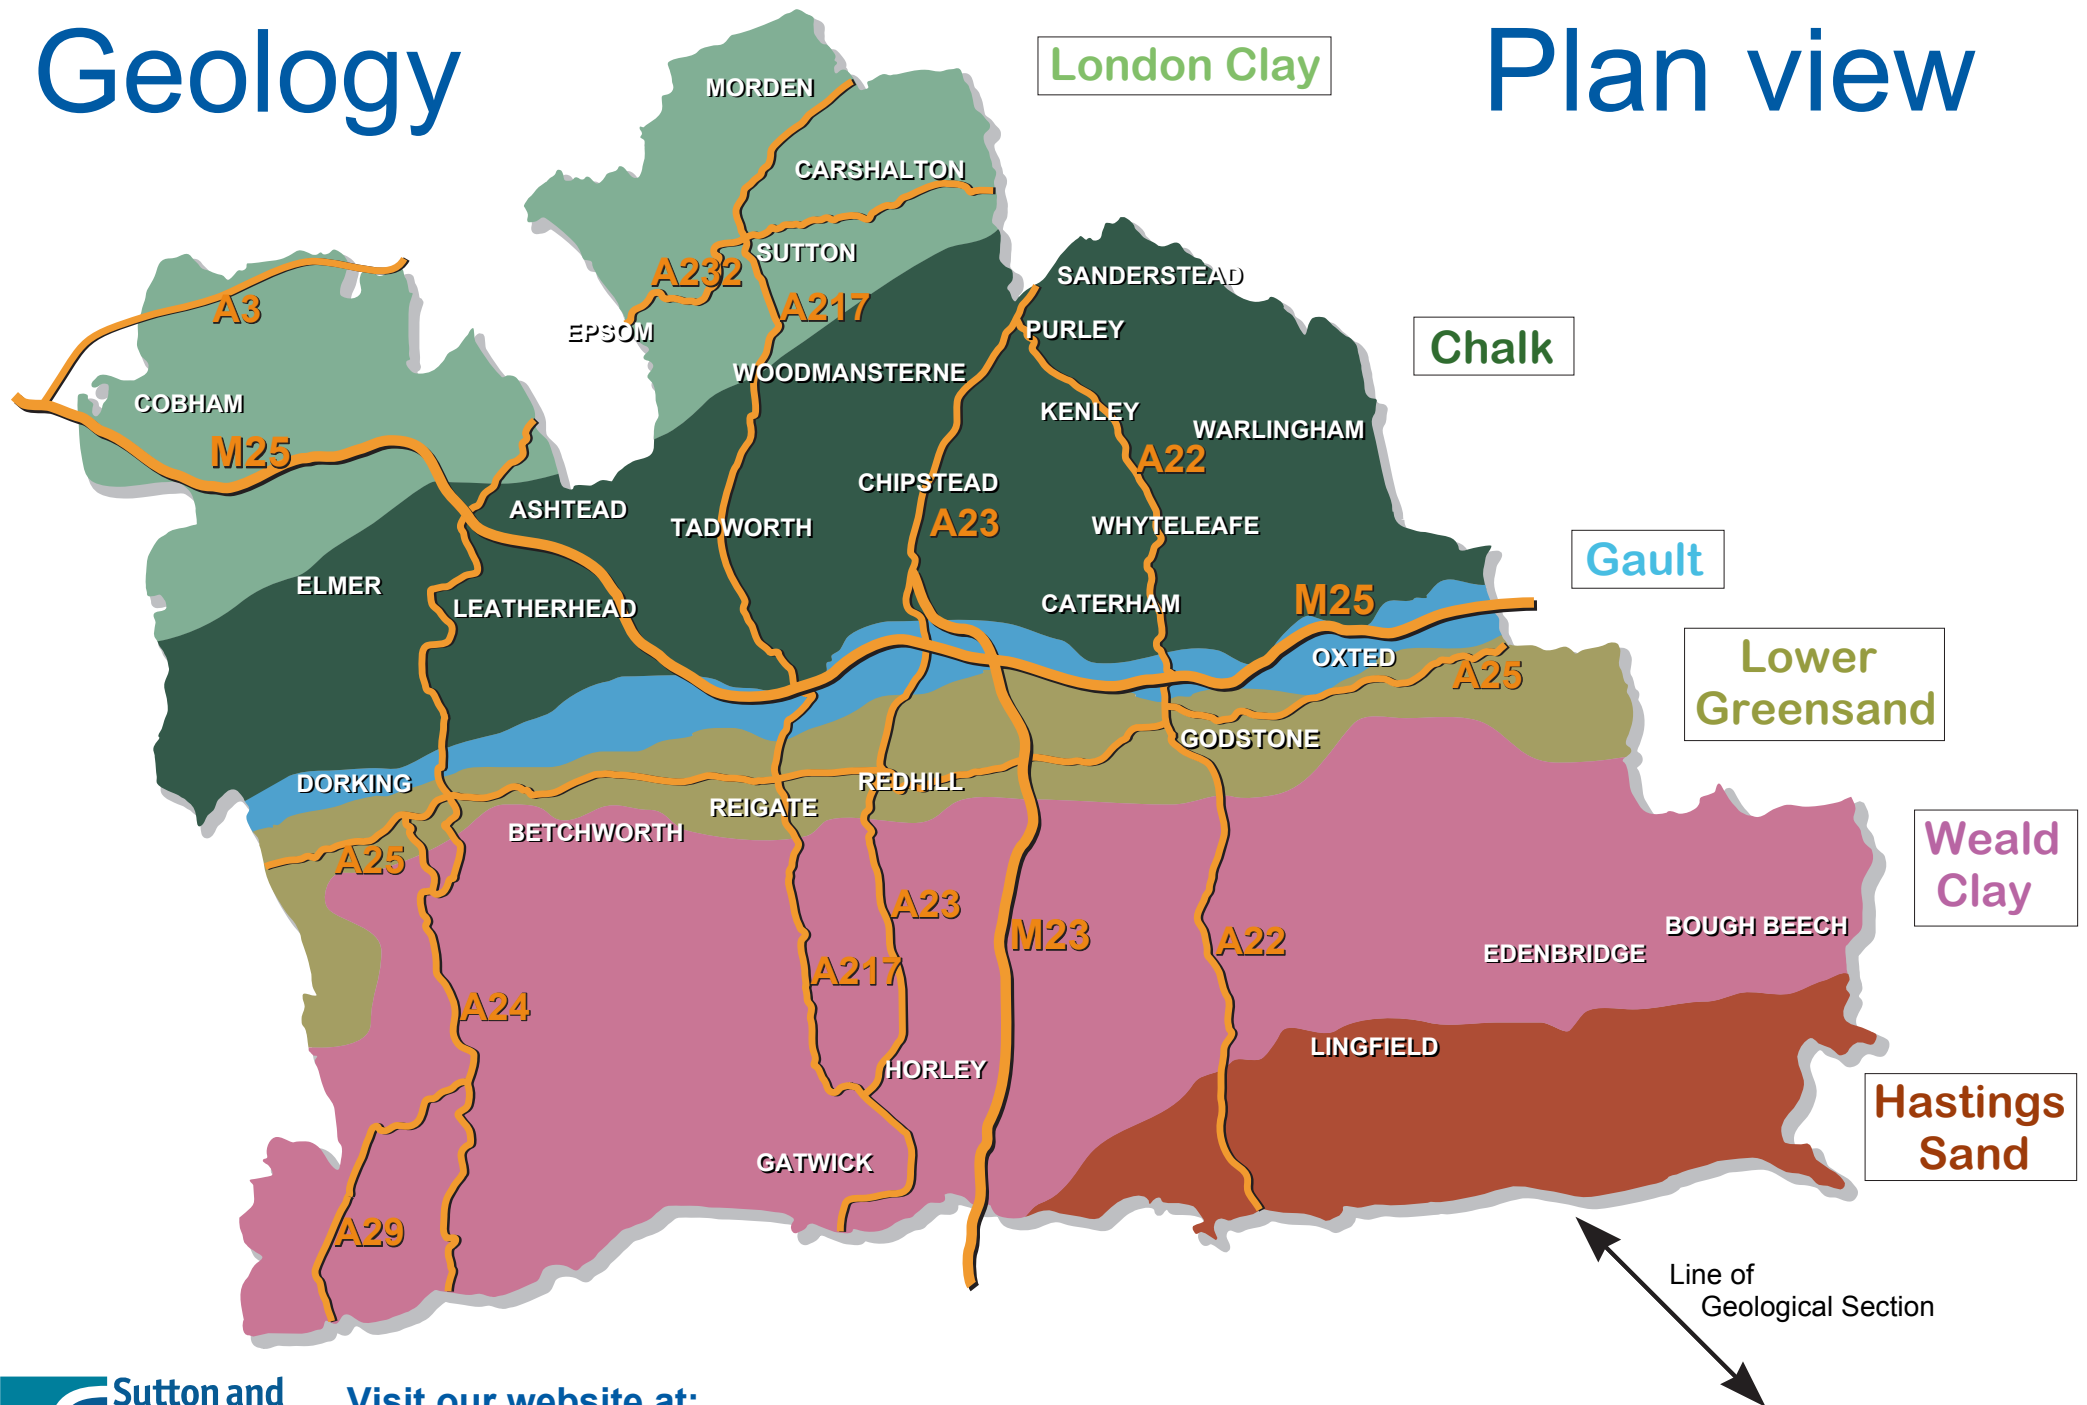 Geology
Plan view
London Clay
MORDEN
CARSHALTON
SUTTON
A232
A217
EPSOM
SANDERSTEAD
A3
PURLEY
Chalk
WOODMANSTERNE
COBHAM
KENLEY
WARLINGHAM
M25
A22
CHIPSTEAD
ASHTEAD
TADWORTH
A23
WHYTELEAFE
Gault
ELMER
LEATHERHEAD
CATERHAM
M25
OXTED
A25
Lower
Greensand
GODSTONE
DORKING
REDHILL
REIGATE
BETCHWORTH
A25
Weald
Clay
A23
M23
A22
BOUGH BEECH
EDENBRIDGE
A217
A24
LINGFIELD
HORLEY
Hastings
Sand
GATWICK
A29
Line of
Geological Section
Sutton and
Visit our website at: